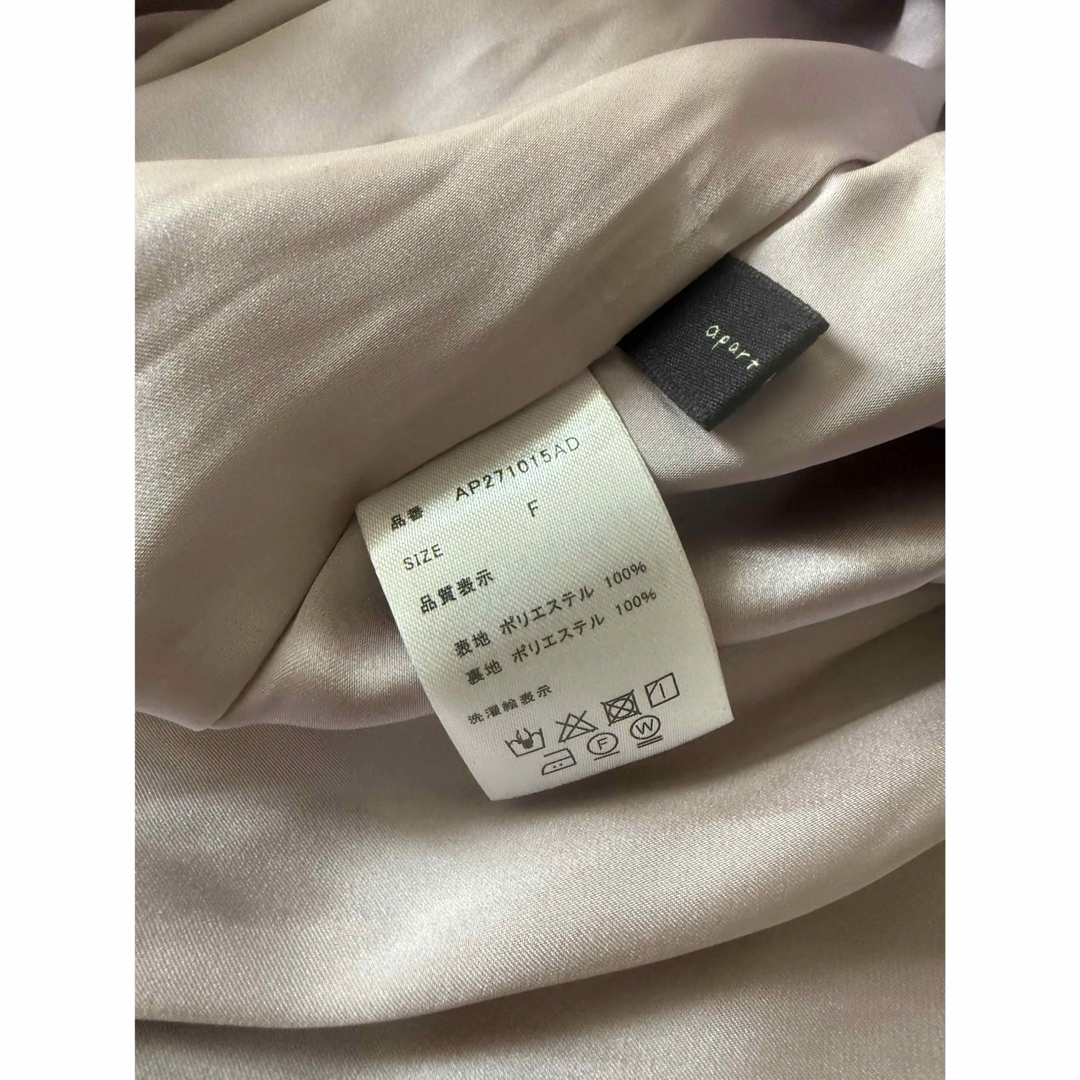 apart
品番 AP271015AD
SIZE F
品質表示
表地 ポリエステル 100%
裏地 ポリエステル 100%
洗濯絵表示
F W